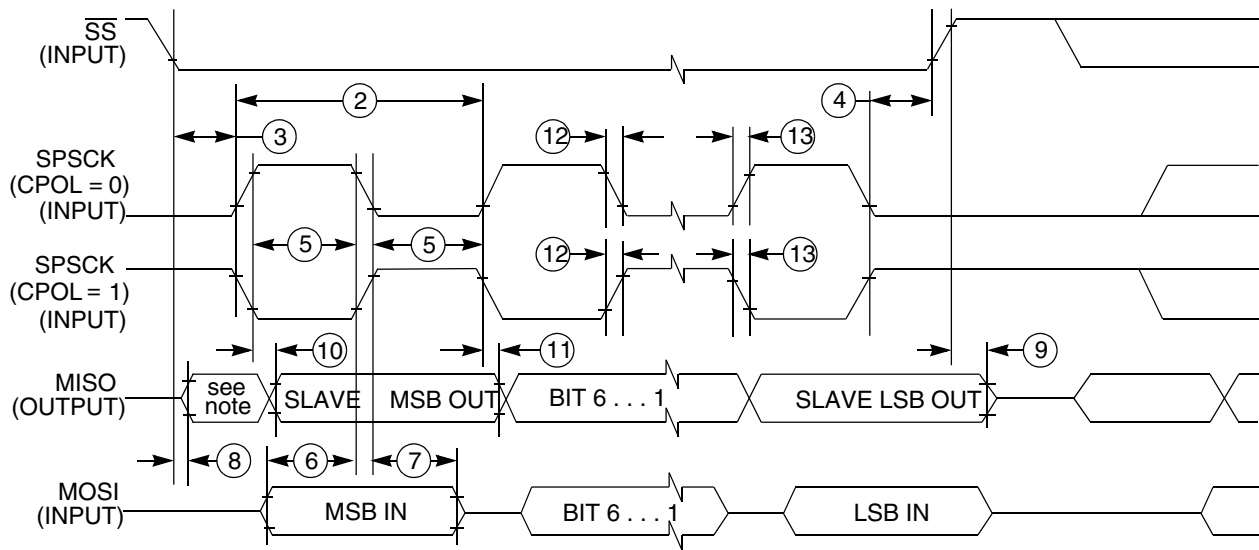 SS
(INPUT)
2
4
3
12
13
SPSCK
(CPOL = 0)
(INPUT)
5
5
SPSCK
(CPOL = 1)
(INPUT)
12
13
10
11
9
MISO
(OUTPUT)
see
note
SLAVE
MSB OUT
BIT 6 . . . 1
SLAVE LSB OUT
8
6
7
MOSI
(INPUT)
MSB IN
BIT 6 . . . 1
LSB IN